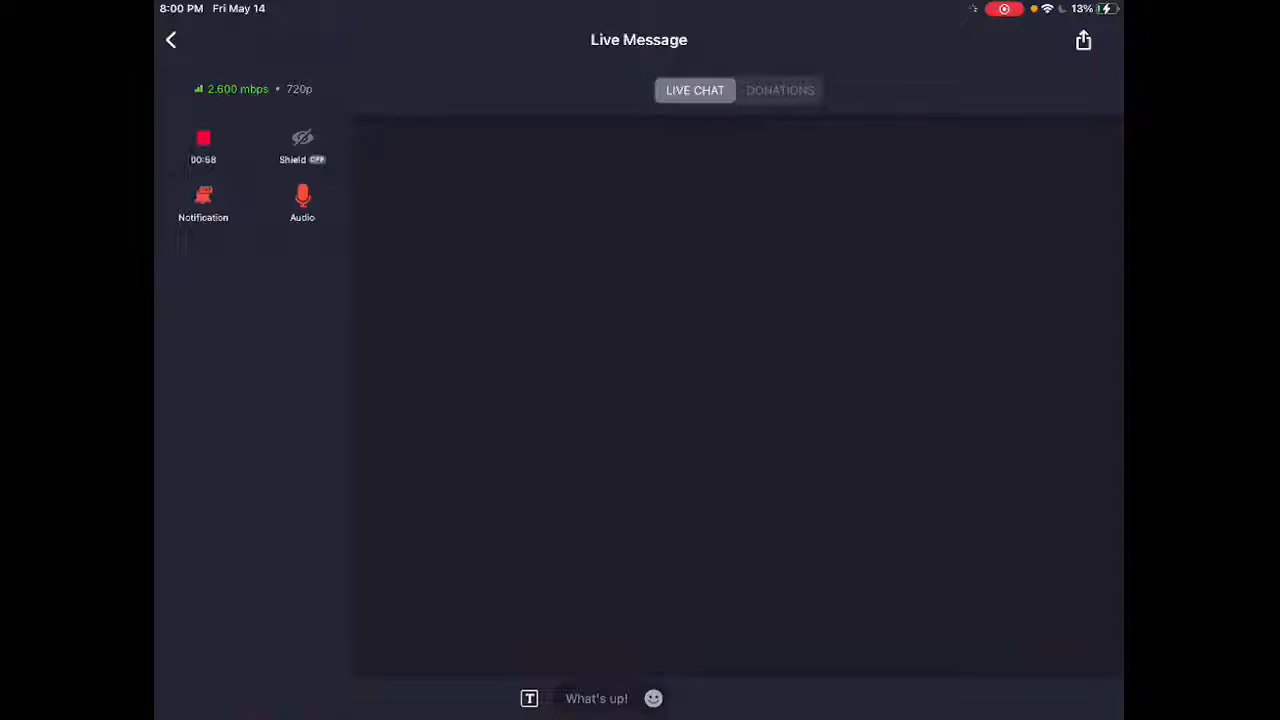 8:00 PM Fri May 14
13%
Live Message
2.600 mbps • 720p
LIVE CHAT DONATIONS
00:58
Shield OFF
Notification
Audio
T What's up!